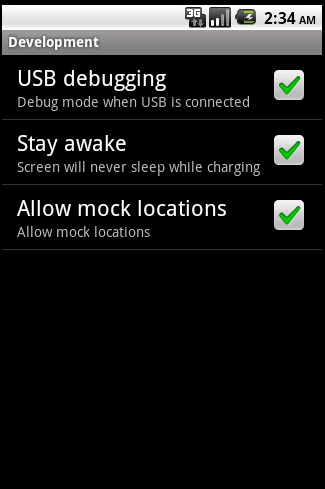 3G 2:34 AM
Development
USB debugging
Debug mode when USB is connected
Stay awake
Screen will never sleep while charging
Allow mock locations
Allow mock locations